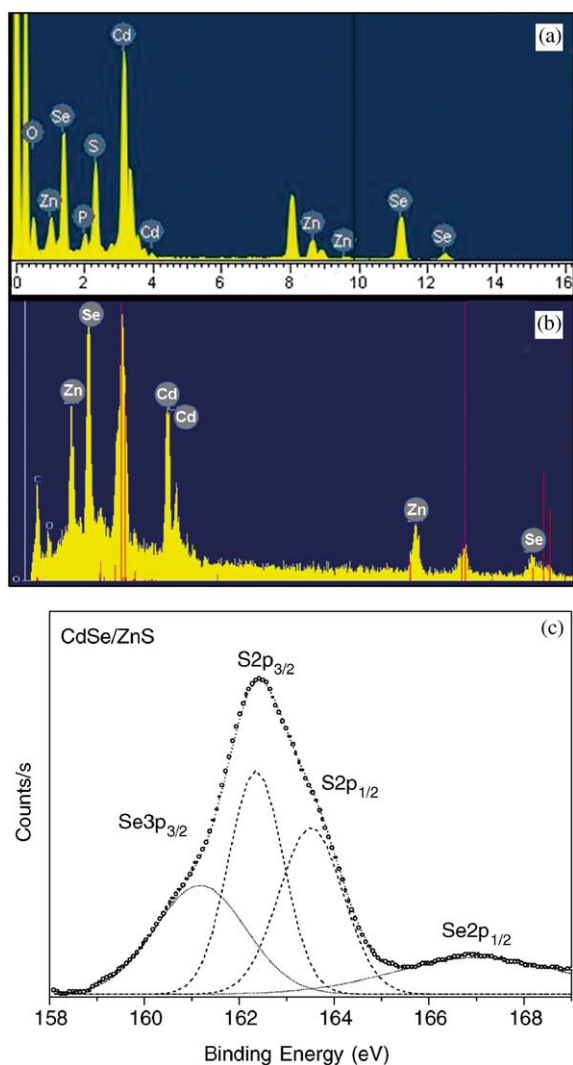 (a)
Cd
O
Se
S
Zn
P
Cd
Zn
Zn
Se
Se
0 2 4 6 8 10 12 14 16
(b)
Se
Zn
Cd
Cd
C
O
Zn
Se
O
CdSe/ZnS
(c)
S2p3/2
S2p1/2
Se3p3/2
Se2p1/2
Counts/s
158 160 162 164 166 168
Binding Energy (eV)